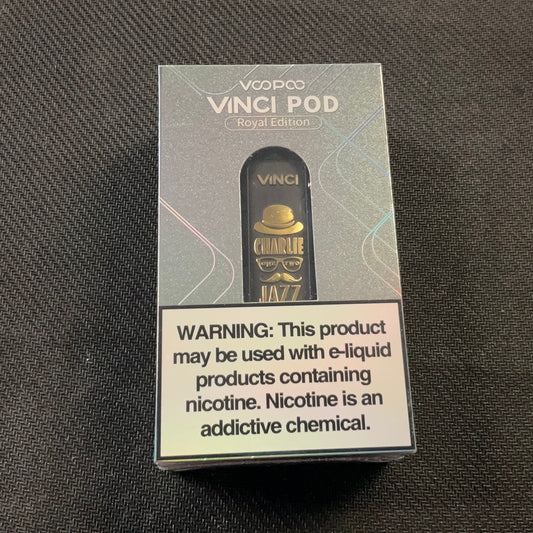 VOOPOO
VINCI POD
Royal Edition
VINCI
CHARLIE
JAZZ
WARNING: This product
may be used with e-liquid
products containing
nicotine. Nicotine is an
addictive chemical.